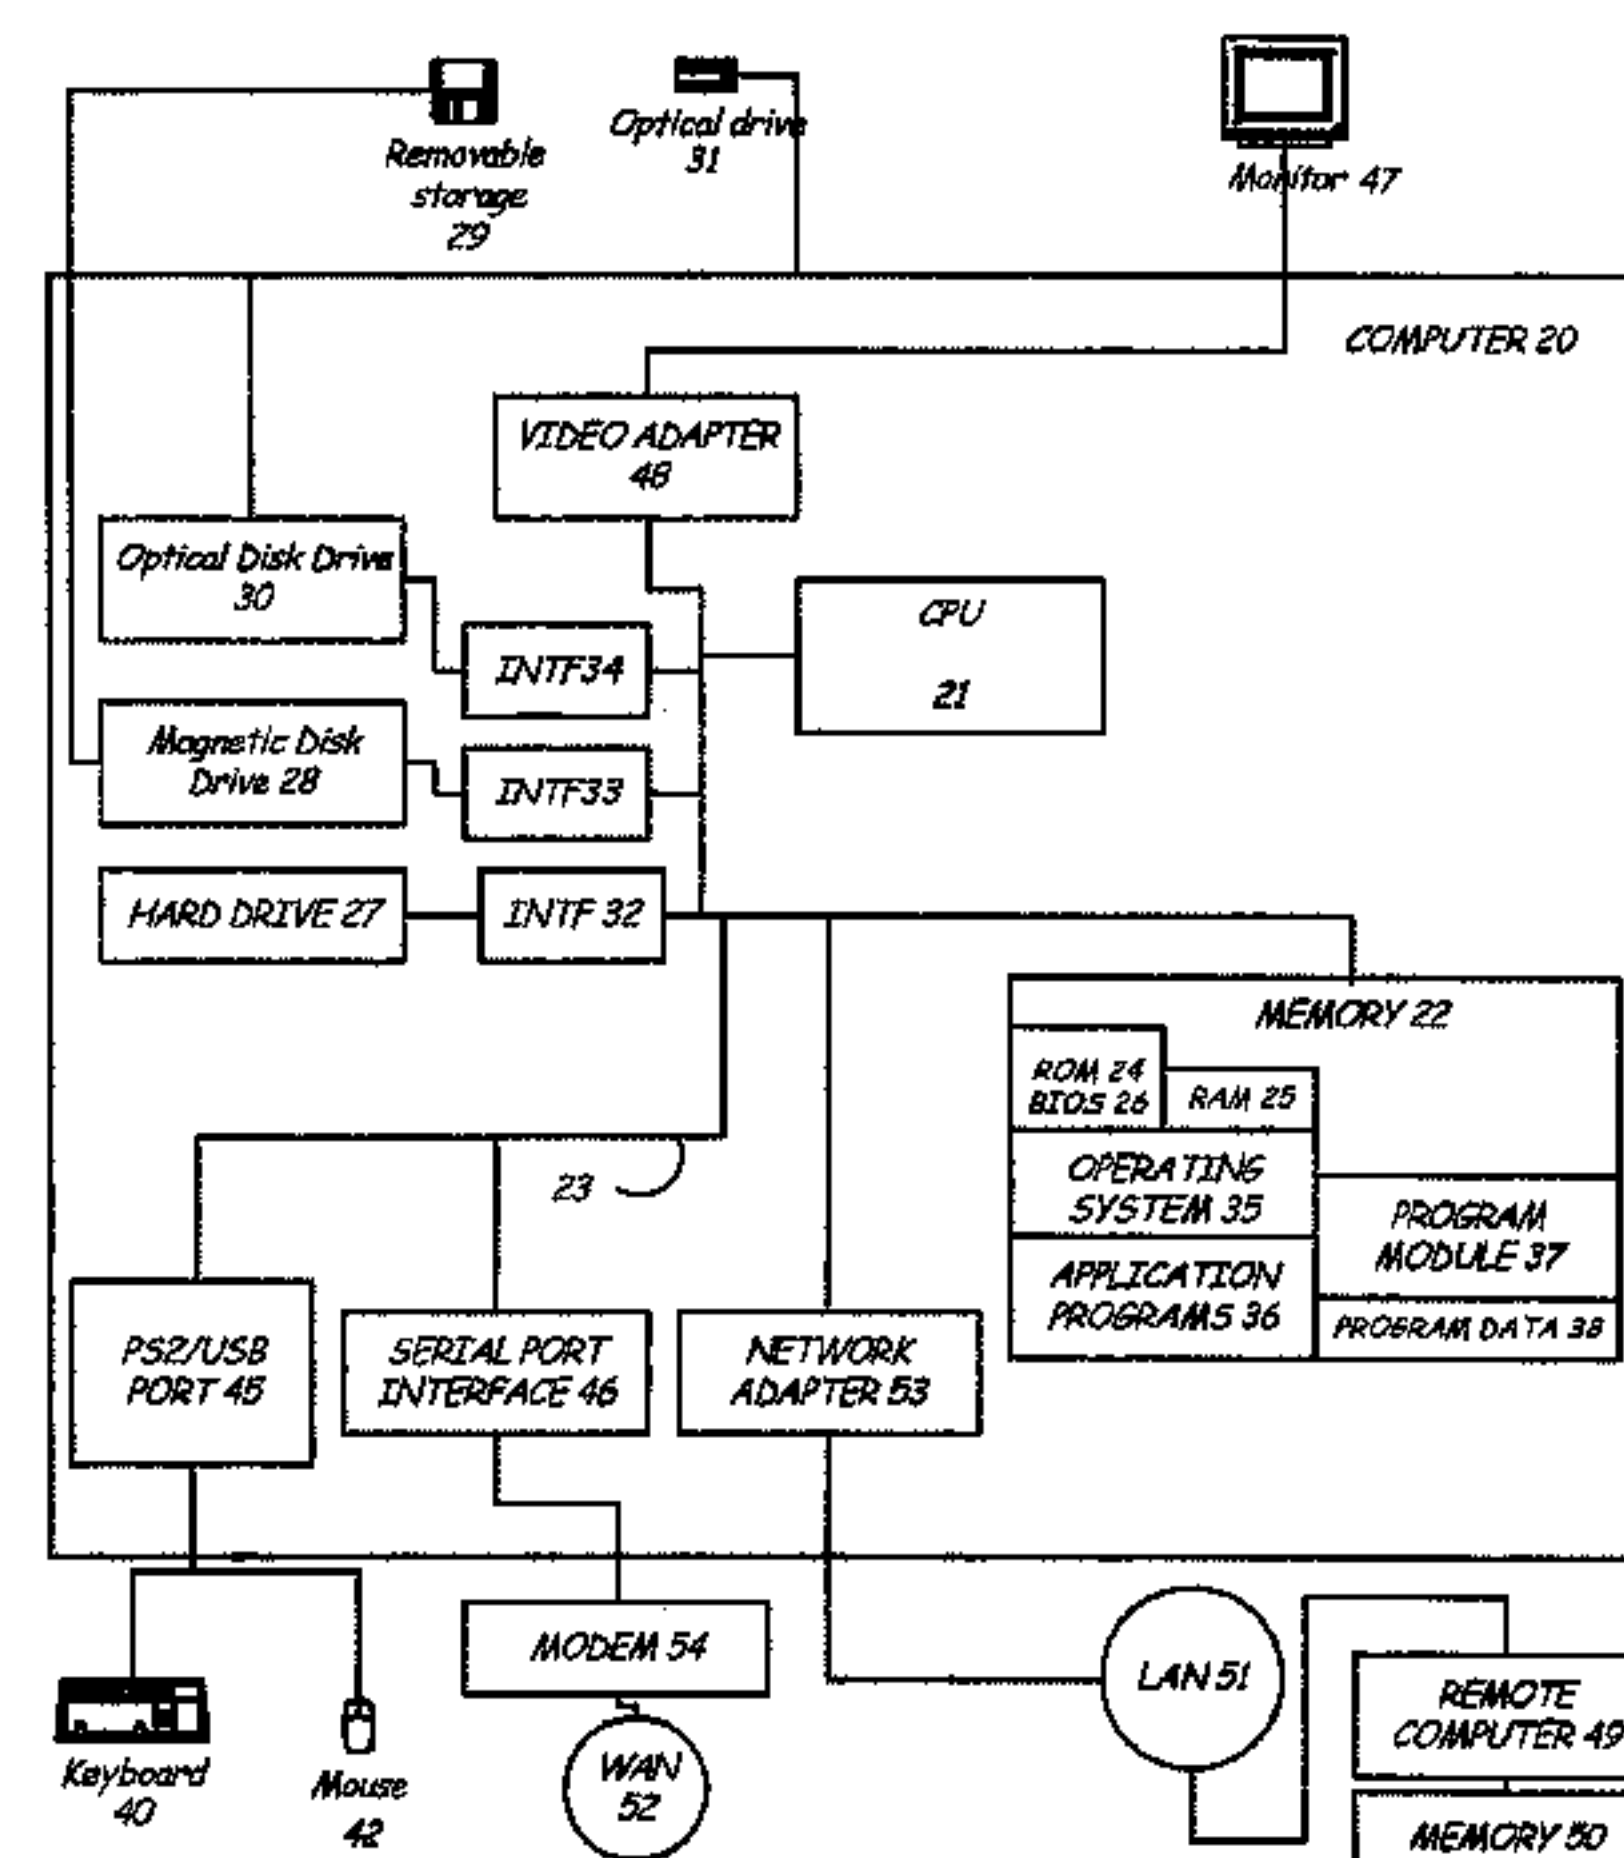 Removable
storage
29
Optical drive
31
Monitor 47
COMPUTER 20
VIDEO ADAPTER
48
Optical Disk Drive
30
CPU
21
INTF34
Magnetic Disk
Drive 28
INTF33
HARD DRIVE 27
INTF 32
MEMORY 22
ROM 24
BIOS 26
RAM 25
OPERATING
SYSTEM 35
APPLICATION
PROGRAMS 36
PROGRAM
MODULE 37
PROGRAM DATA 38
23
PS2/USB
PORT 45
SERIAL PORT
INTERFACE 46
NETWORK
ADAPTER 53
MODEM 54
LAN 51
REMOTE
COMPUTER 49
MEMORY 50
Keyboard
40
Mouse
42
WAN
52